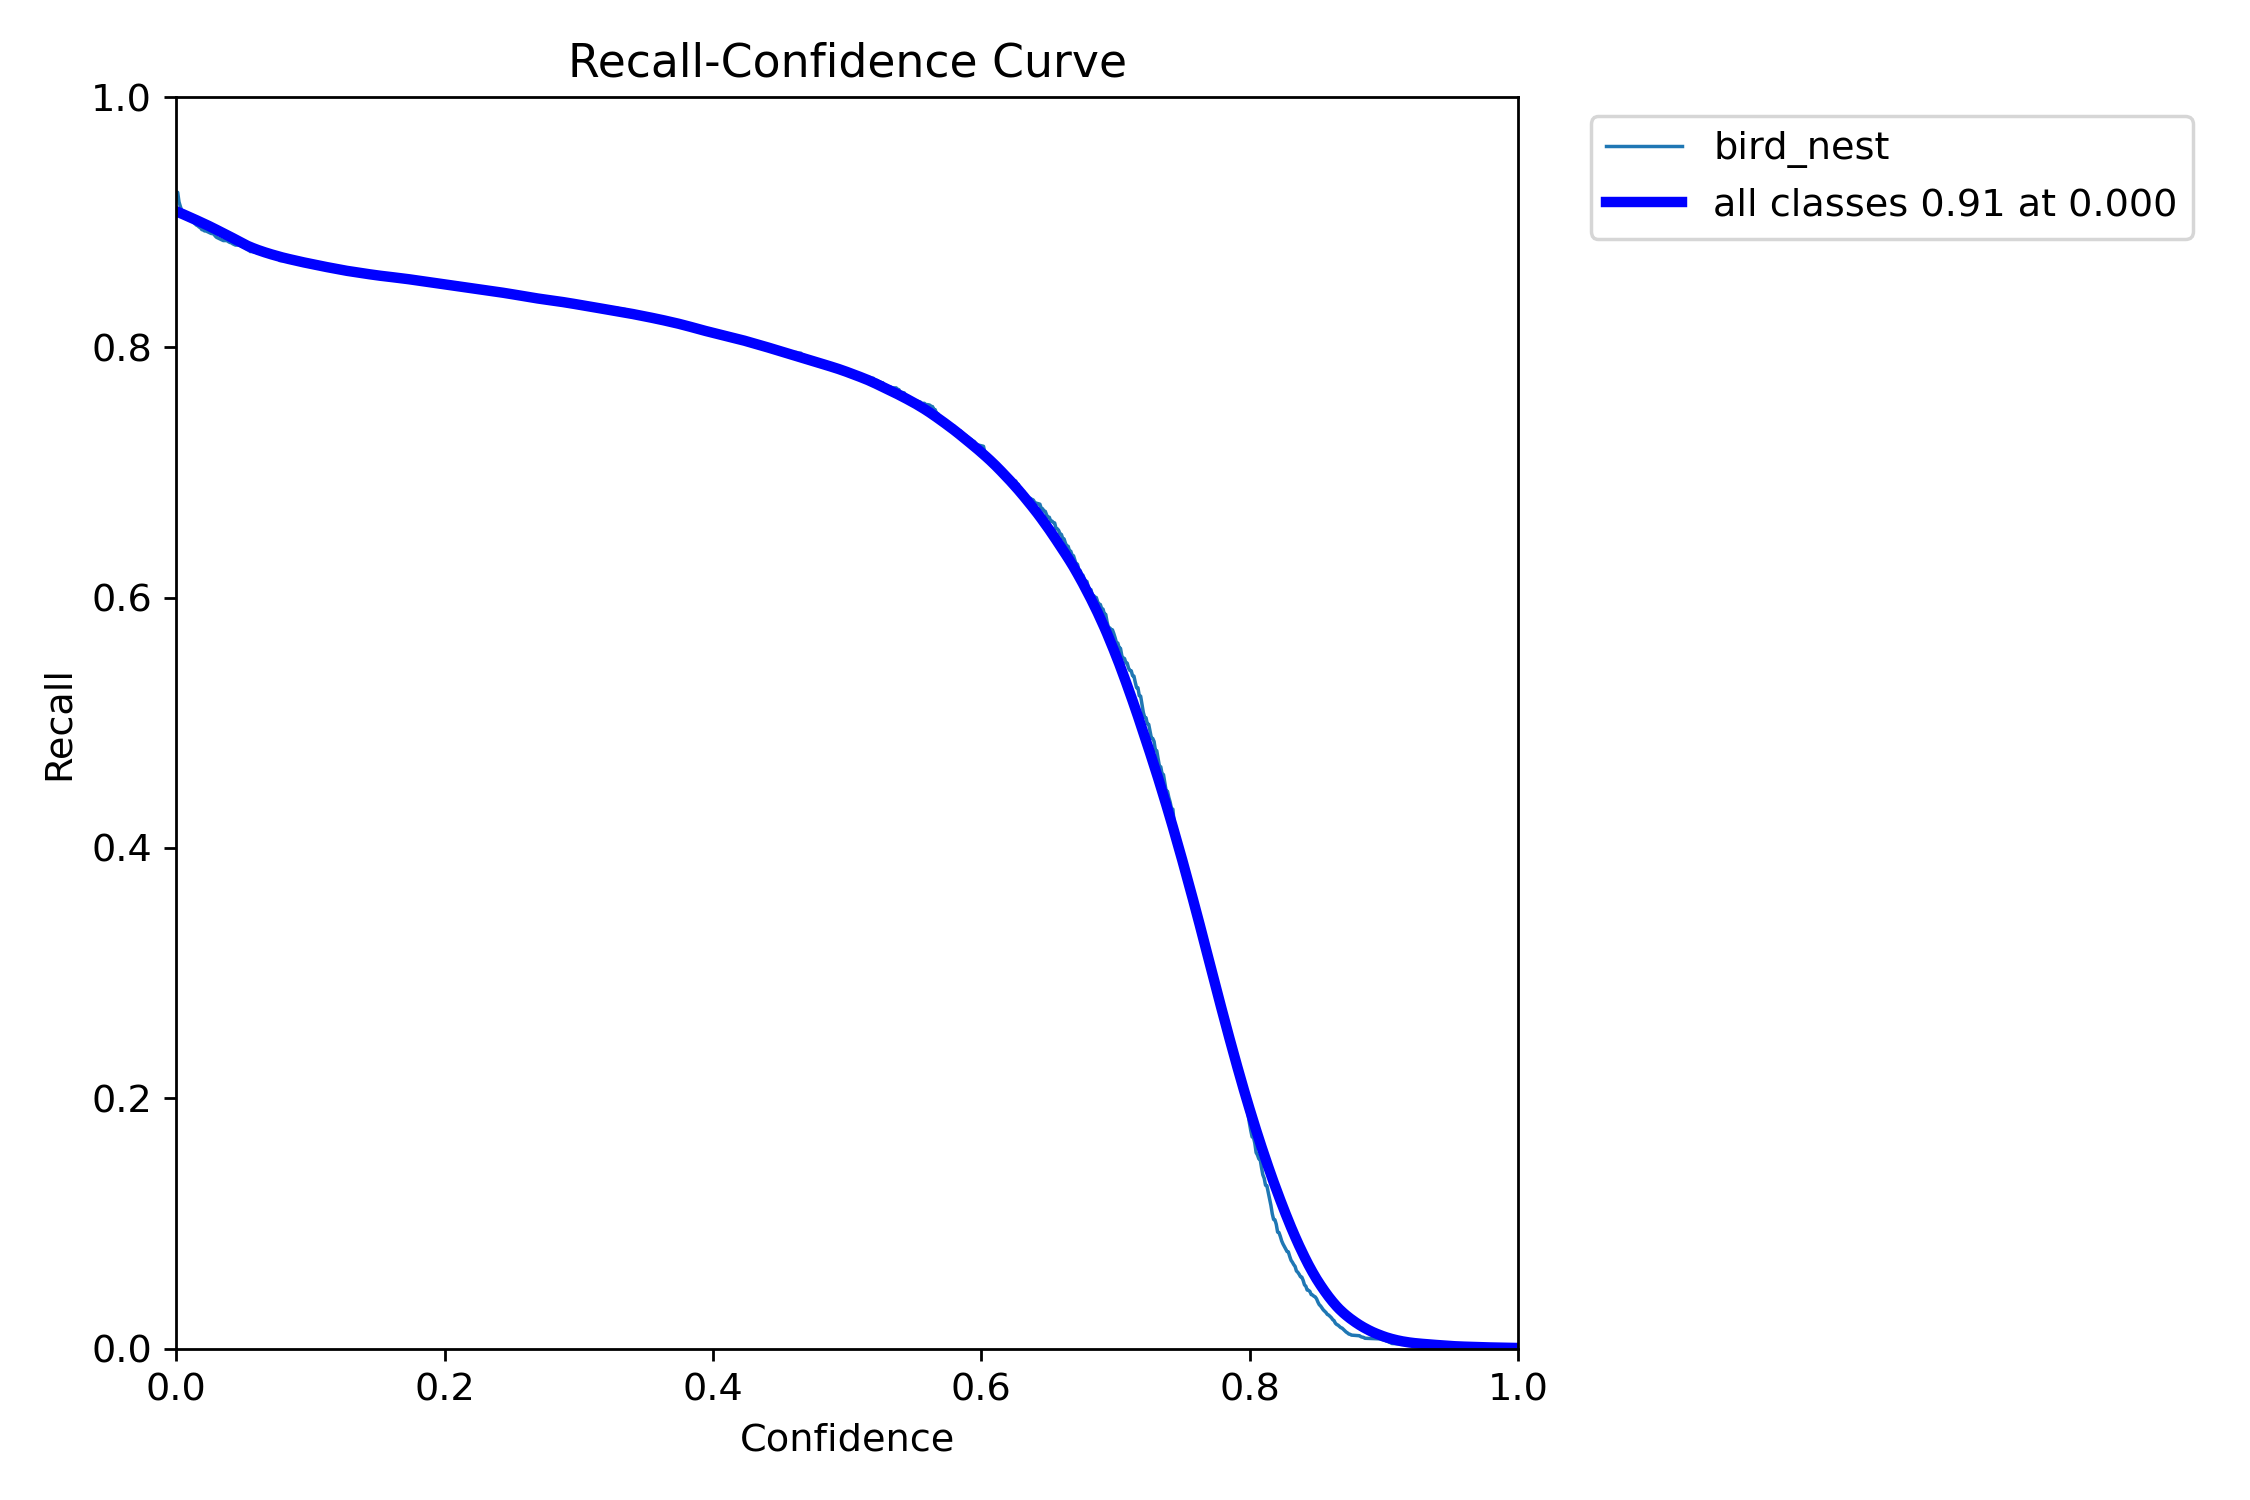 Recall-Confidence Curve
1.0
0.8
0.6
0.4
0.2
0.0
Recall
0.0 0.2 0.4 0.6 0.8 1.0
Confidence
bird_nest
all classes 0.91 at 0.000